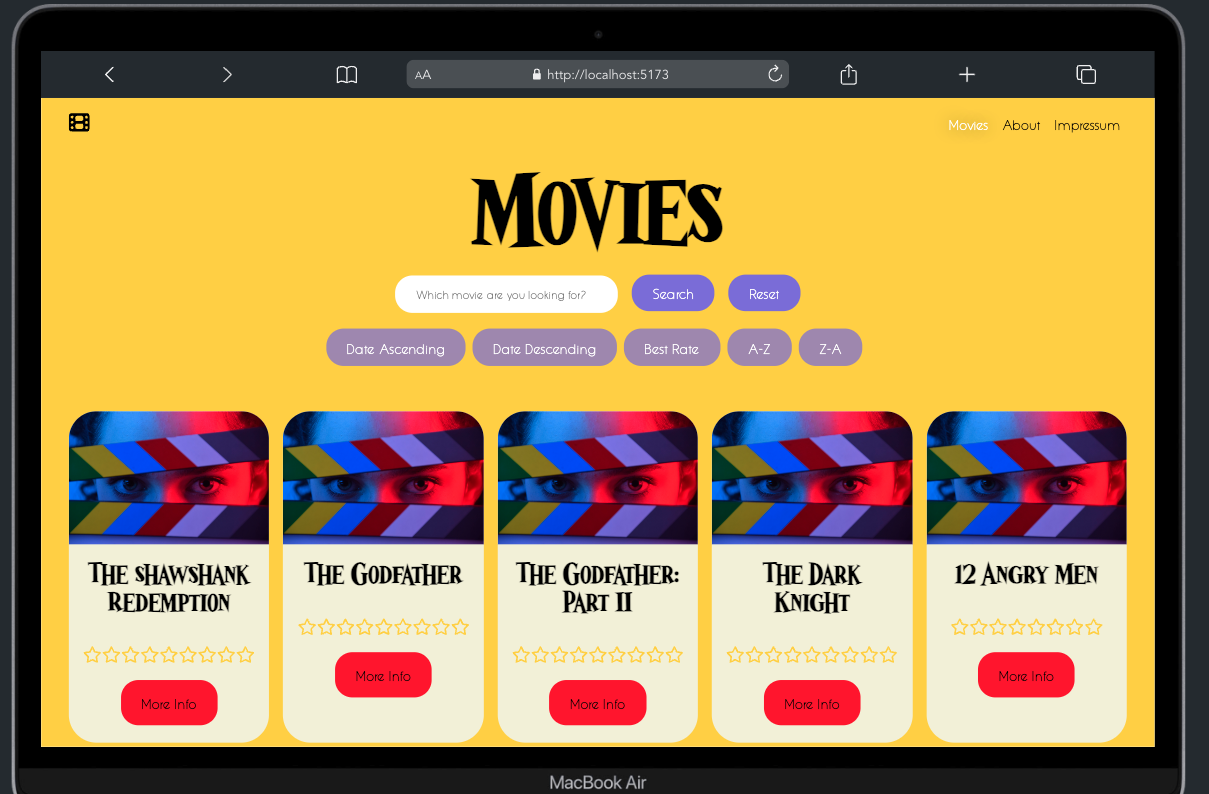 AA http://localhost:5173
Movies About Impressum
MOVIES
Which movie are you looking for? Search Reset
Date Ascending Date Descending Best Rate A-Z Z-A
THE SHAWSHANK
REDEMPTION
More Info
THE GODFATHER
More Info
THE GODFATHER:
PART II
More Info
THE DARK
KNIGHT
More Info
12 ANGRY MEN
More Info
MacBook Air